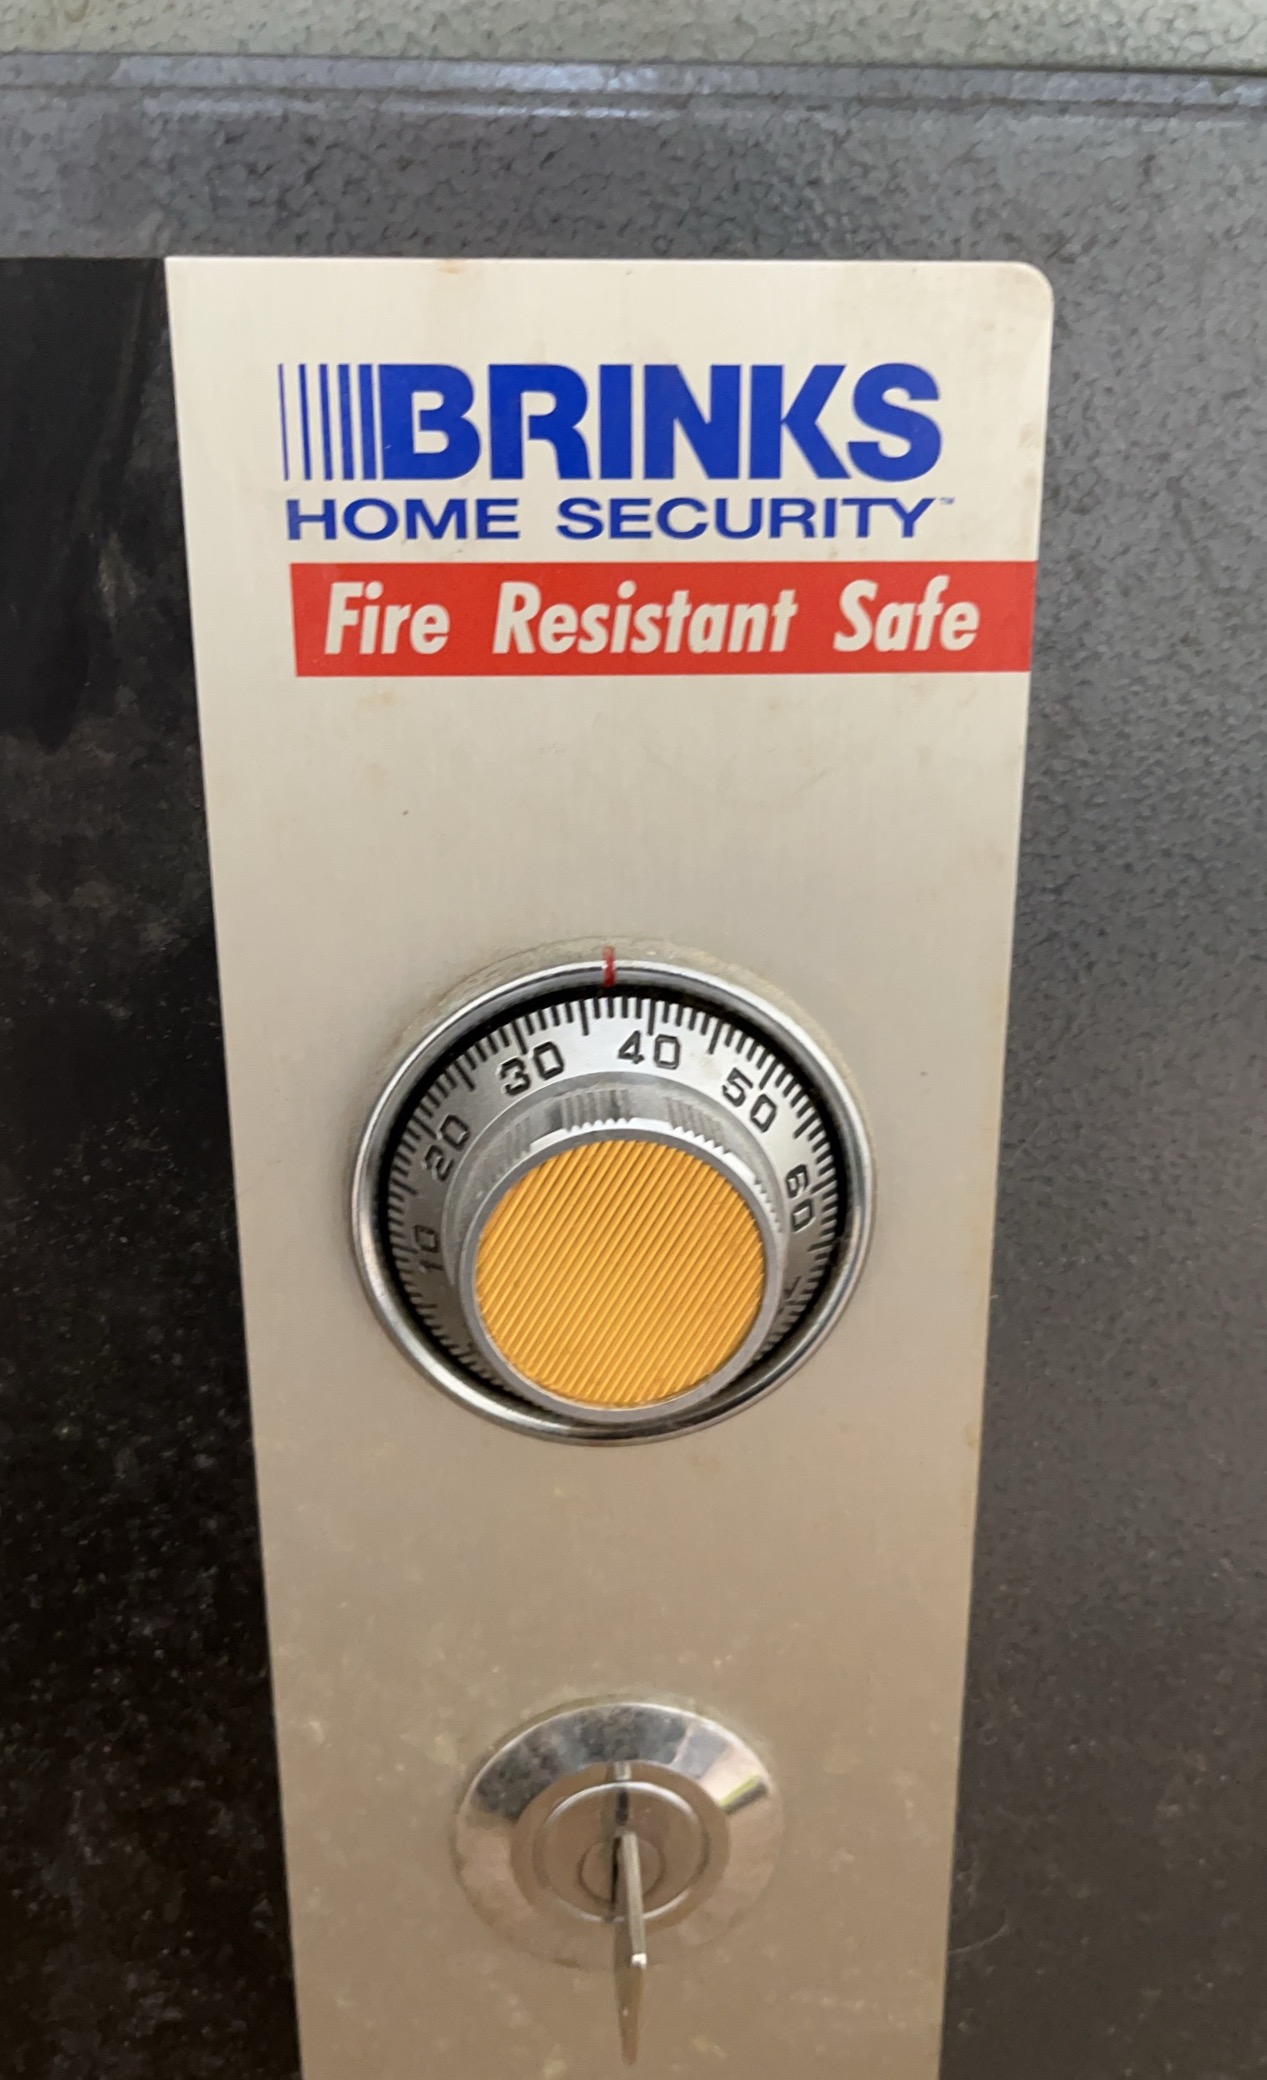 BRINKS
HOME SECURITY™
Fire Resistant Safe
10 20 30 40 50 60